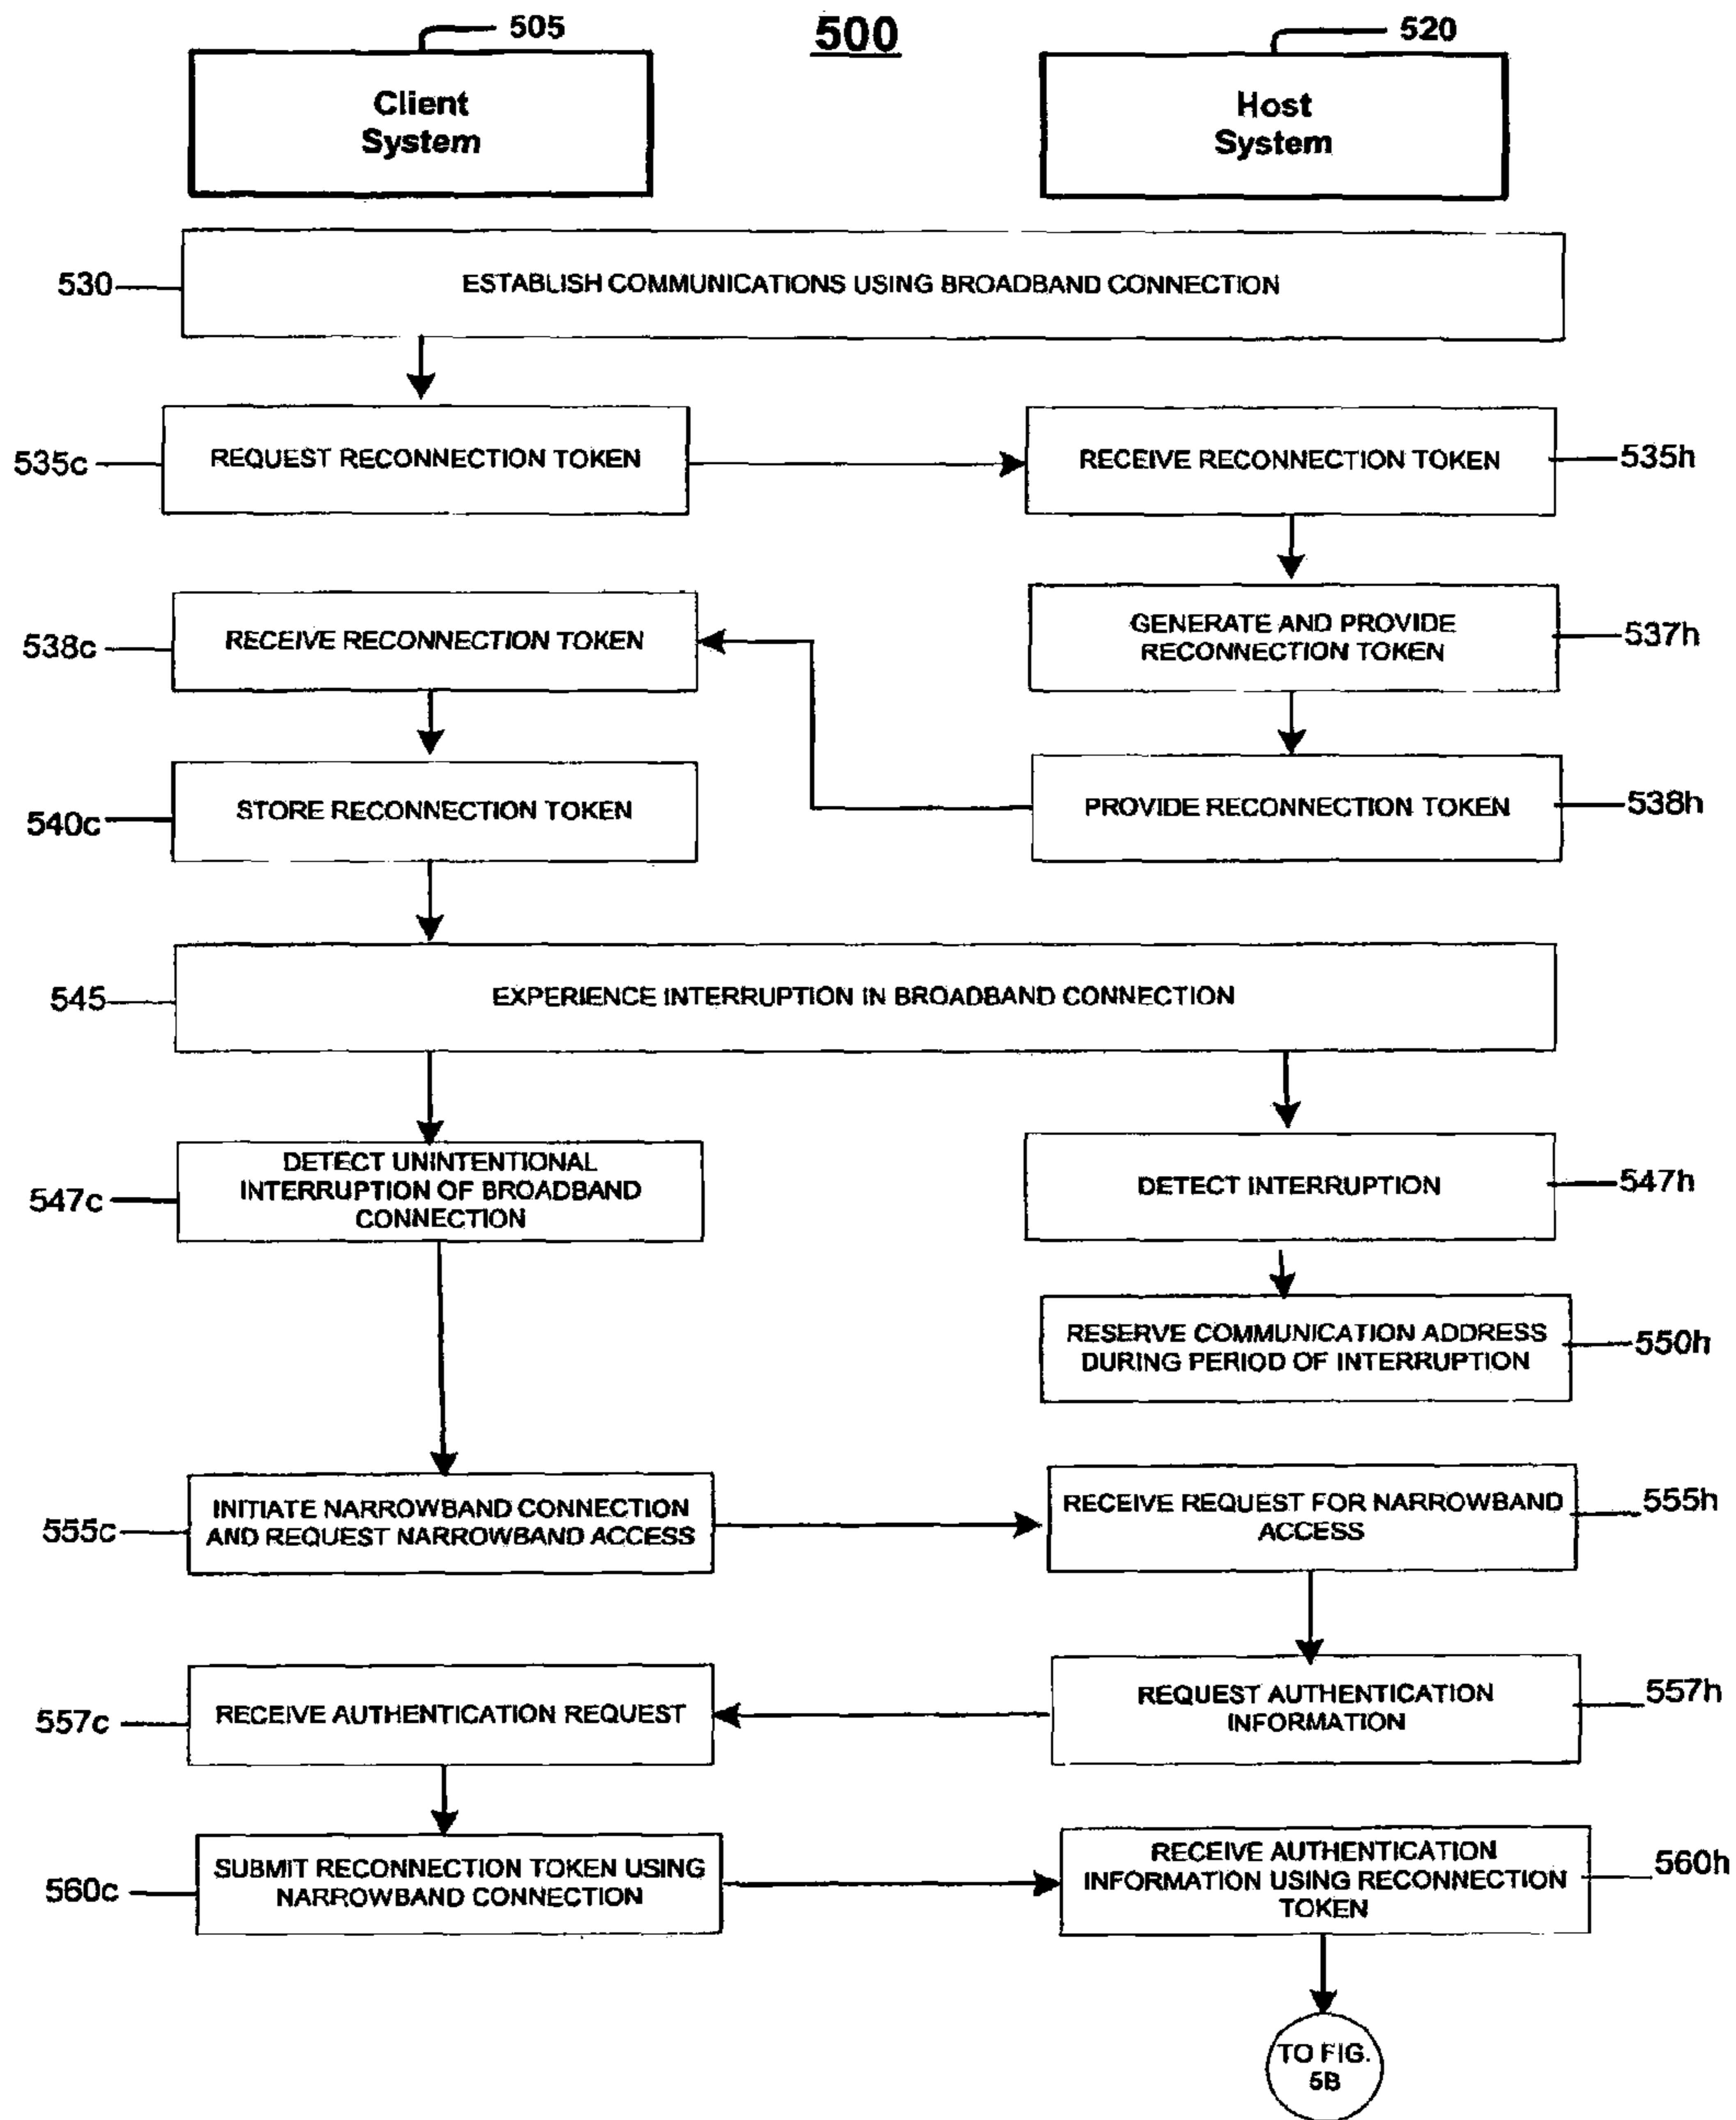 500
505
520
Client
System
Host
System
530
ESTABLISH COMMUNICATIONS USING BROADBAND CONNECTION
535c
REQUEST RECONNECTION TOKEN
RECEIVE RECONNECTION TOKEN
535h
538c
RECEIVE RECONNECTION TOKEN
GENERATE AND PROVIDE
RECONNECTION TOKEN
537h
540c
STORE RECONNECTION TOKEN
PROVIDE RECONNECTION TOKEN
538h
545
EXPERIENCE INTERRUPTION IN BROADBAND CONNECTION
547c
DETECT UNINTENTIONAL
INTERRUPTION OF BROADBAND
CONNECTION
DETECT INTERRUPTION
547h
RESERVE COMMUNICATION ADDRESS
DURING PERIOD OF INTERRUPTION
550h
555c
INITIATE NARROWBAND CONNECTION
AND REQUEST NARROWBAND ACCESS
RECEIVE REQUEST FOR NARROWBAND
ACCESS
555h
557c
RECEIVE AUTHENTICATION REQUEST
REQUEST AUTHENTICATION
INFORMATION
557h
560c
SUBMIT RECONNECTION TOKEN USING
NARROWBAND CONNECTION
RECEIVE AUTHENTICATION
INFORMATION USING RECONNECTION
TOKEN
560h
TO FIG.
5B